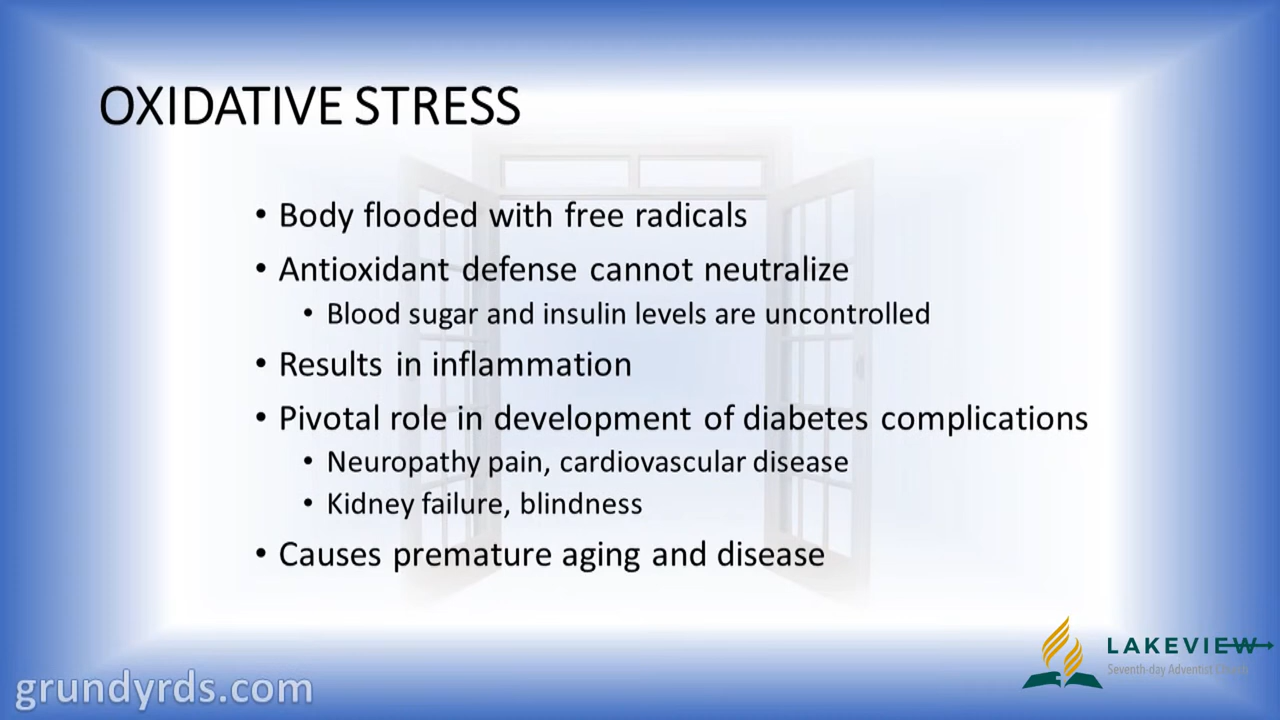 OXIDATIVE STRESS
• Body flooded with free radicals
• Antioxidant defense cannot neutralize
• Blood sugar and insulin levels are uncontrolled
• Results in inflammation
• Pivotal role in development of diabetes complications
• Neuropathy pain, cardiovascular disease
• Kidney failure, blindness
• Causes premature aging and disease
LAKEVIEW
Seventh-day Adventist Church
grundyrds.com